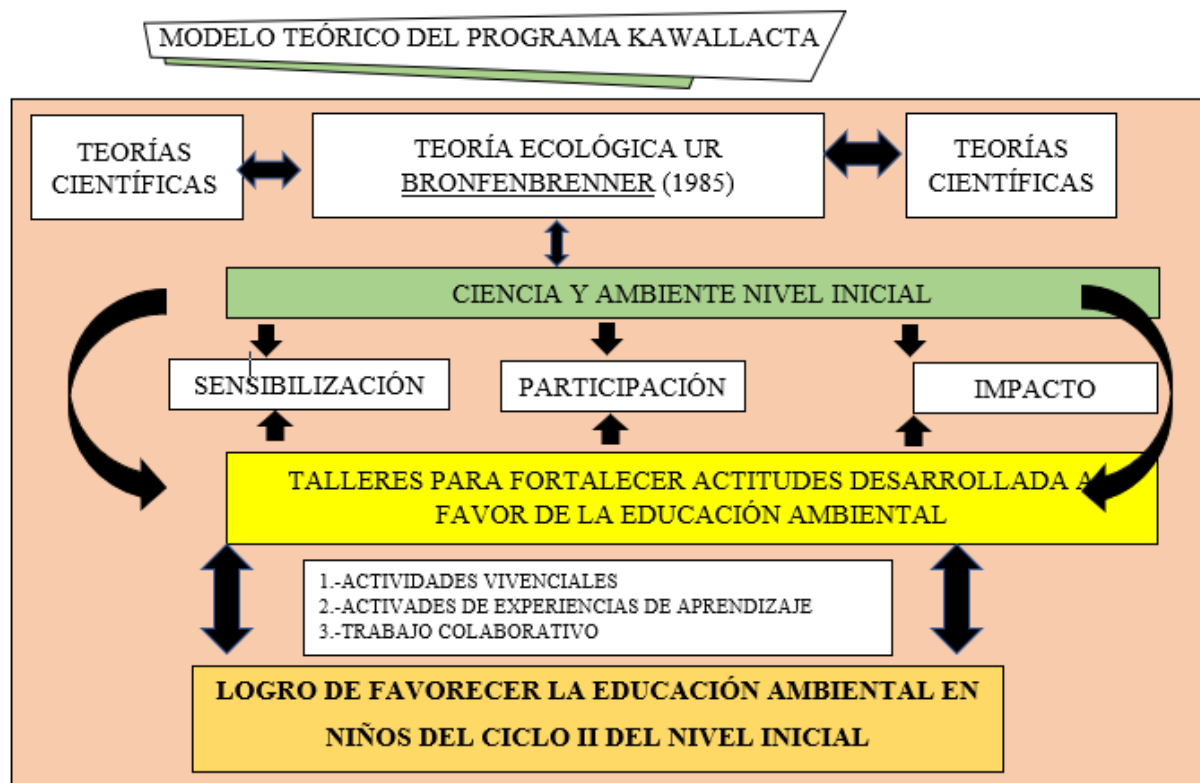 MODELO TEÓRICO DEL PROGRAMA KAWALLACTA
TEORÍAS
CIENTÍFICAS
TEORÍA ECOLÓGICA UR
BRONFENBRENNER (1985)
TEORÍAS
CIENTÍFICAS
CIENCIA Y AMBIENTE NIVEL INICIAL
SENSIBILIZACIÓN
PARTICIPACIÓN
IMPACTO
TALLERES PARA FORTALECER ACTITUDES DESARROLLADA A
FAVOR DE LA EDUCACIÓN AMBIENTAL
1.-ACTIVIDADES VIVENCIALES
2.-ACTIVADES DE EXPERIENCIAS DE APRENDIZAJE
3.-TRABAJO COLABORATIVO
LOGRO DE FAVORECER LA EDUCACIÓN AMBIENTAL EN
NIÑOS DEL CICLO II DEL NIVEL INICIAL